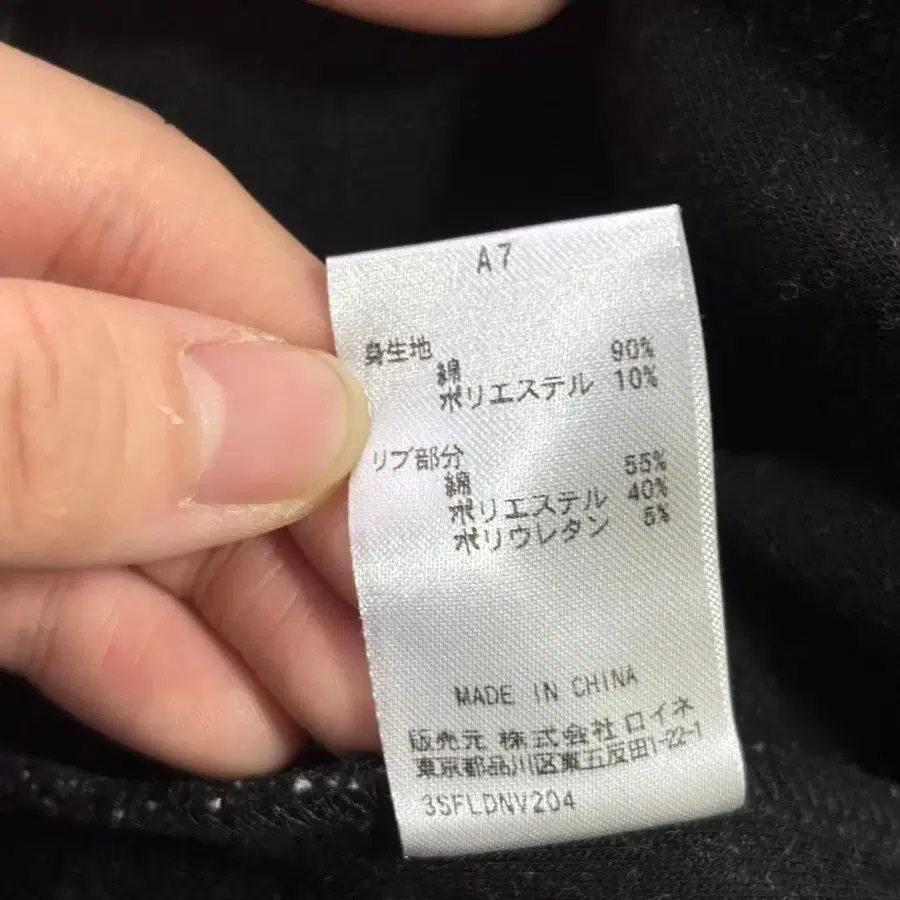 A7
身生地
綿 90%
ポリエステル 10%
リブ部分
綿 55%
ポリエステル 40%
ポリウレタン 5%
MADE IN CHINA
販売元 株式会社 ロイネ
東京都品川区東五反田1-22-1
3SFLDNV204